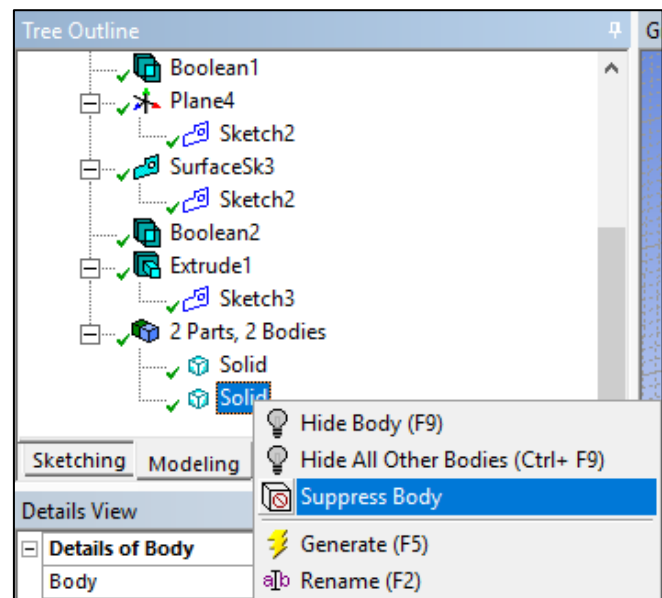 Tree Outline
G
Boolean1
Plane4
Sketch2
SurfaceSk3
Sketch2
Boolean2
Extrude1
Sketch3
2 Parts, 2 Bodies
Solid
Solid
Hide Body (F9)
Hide All Other Bodies (Ctrl+ F9)
Suppress Body
Generate (F5)
Rename (F2)
Sketching Modeling
Details View
Details of Body
Body